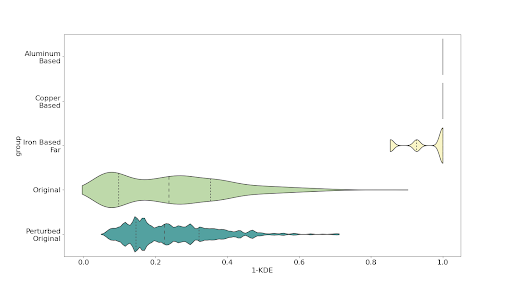 Aluminum
Based
Copper
Based
Iron Based
Far
group
Original
Perturbed
Original
0.0 0.2 0.4 0.6 0.8 1.0
1-KDE